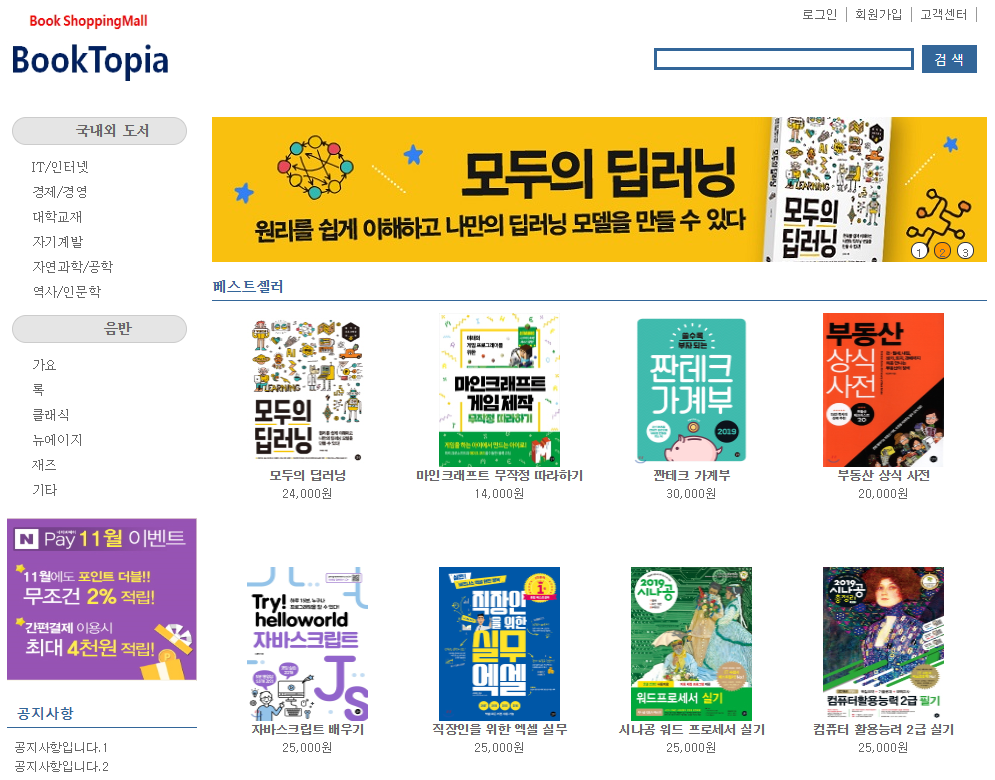 Book ShoppingMall
BookTopia
로그인 | 회원가입 | 고객센터 |
검 색
국내외 도서
IT/인터넷
경제/경영
대학교재
자기계발
자연과학/공학
역사/인문학
음반
가요
록
클래식
뉴에이지
재즈
기타
N Pay 11월 이벤트
11월에도 포인트 더블!!
무조건 2% 적립!
간편결제 이용시
최대 4천원 적립!
공지사항
공지사항입니다.1
공지사항입니다.2
모두의 딥러닝
원리를 쉽게 이해하고 나만의 딥러닝 모델을 만들 수 있다
LEARNING
모두의
딥러닝
1 2 3
베스트셀러
LEARNING
모두의
딥러닝
모두의 딥러닝
24,000원
마인크래프트
게임 제작
무작정 따라하기
마인크래프트 무작정 따라하기
14,000원
짠테크
가계부
2019
짠테크 가계부
30,000원
부동산
상식
사전
부동산 상식 사전
20,000원
Try!
helloworld
자바스크립트
JS
자바스크립트 배우기
25,000원
직장인
을 위한
실무
엑셀
직장인을 위한 엑셀 실무
25,000원
2019
시나공
워드프로세서 실기
시나공 워드 프로세서 실기
25,000원
2019
시나공
총정리
컴퓨터활용능력 2급 필기
컴퓨터 활용능려 2급 실기
25,000원